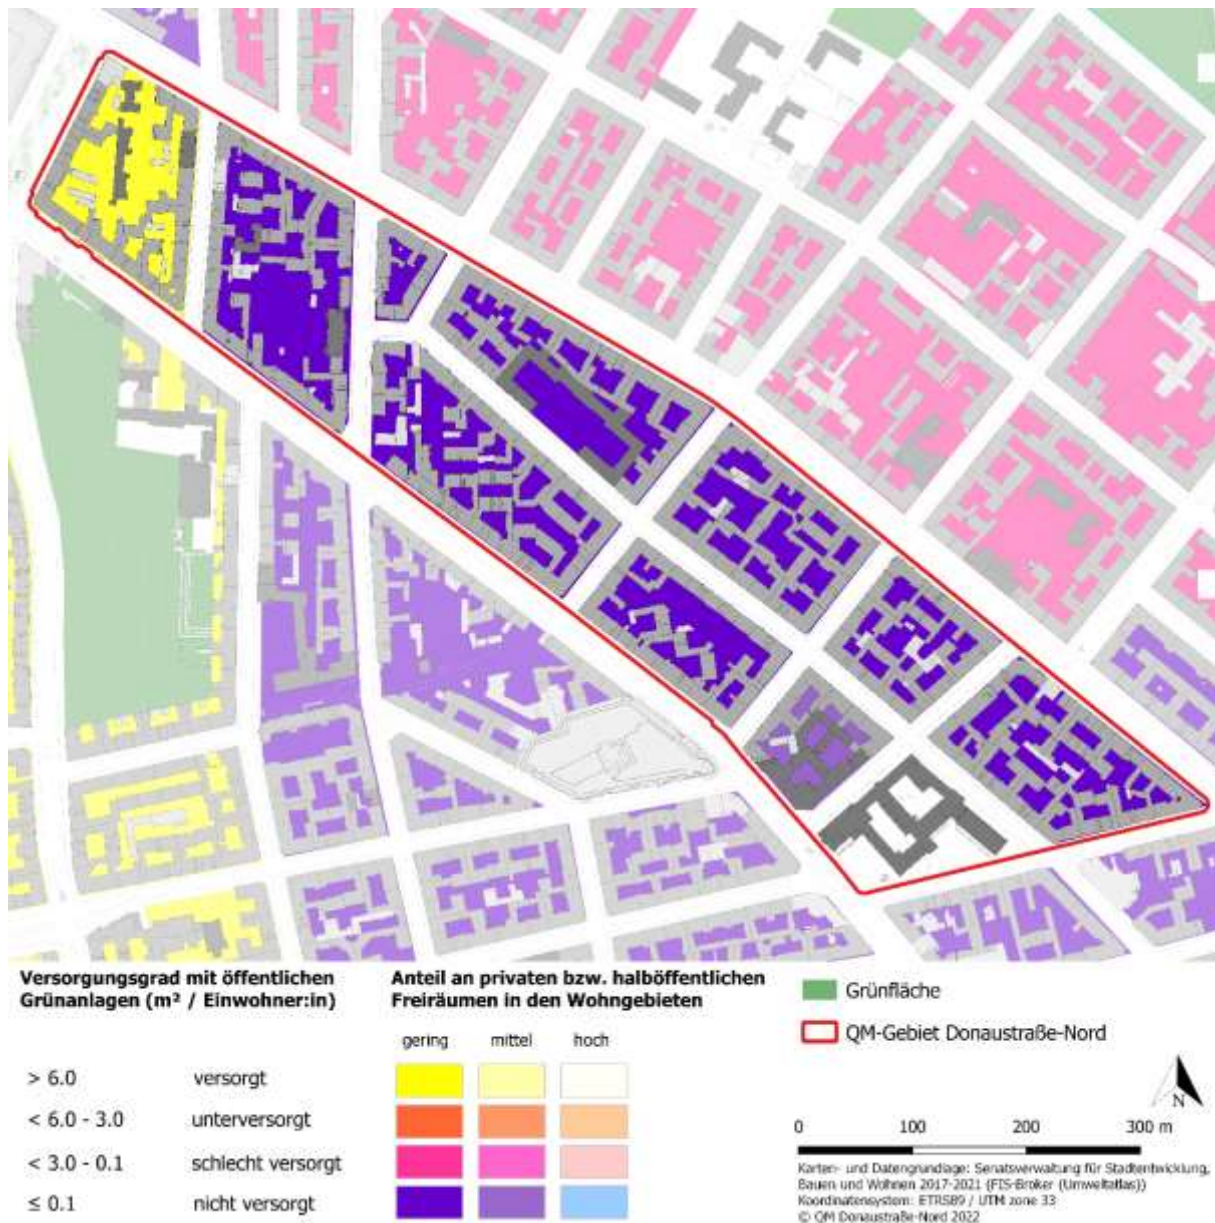 Versorgungsgrad mit öffentlichen
Grünanlagen (m² / Einwohner:in)
> 6.0 versorgt
< 6.0 - 3.0 unterversorgt
< 3.0 - 0.1 schlecht versorgt
≤ 0.1 nicht versorgt
Anteil an privaten bzw. halböffentlichen
Freiräumen in den Wohngebieten
gering mittel hoch
Grünfläche
QM-Gebiet Donaustraße-Nord
N
0 100 200 300 m
Karten- und Datengrundlage: Senatsverwaltung für Stadtentwicklung,
Bauen und Wohnen 2017-2021 (FIS-Broker (Umweltatlas))
Koordinatensystem: ETRS89 / UTM zone 33
© QM Donaustraße-Nord 2022